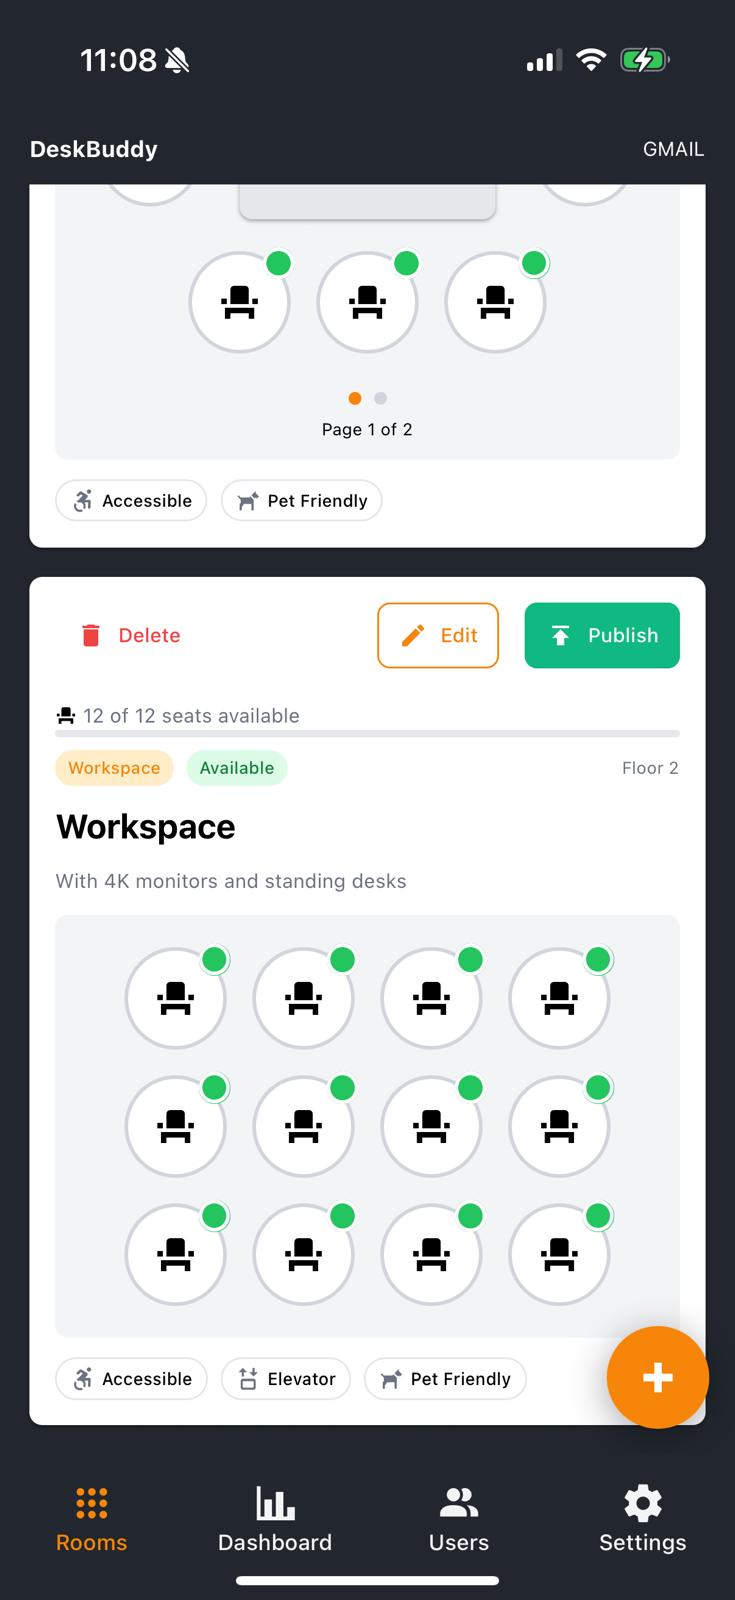 11:08
DeskBuddy
GMAIL
Page 1 of 2
Accessible
Pet Friendly
Delete
Edit
Publish
12 of 12 seats available
Workspace
Available
Floor 2
Workspace
With 4K monitors and standing desks
Accessible
Elevator
Pet Friendly
Rooms
Dashboard
Users
Settings